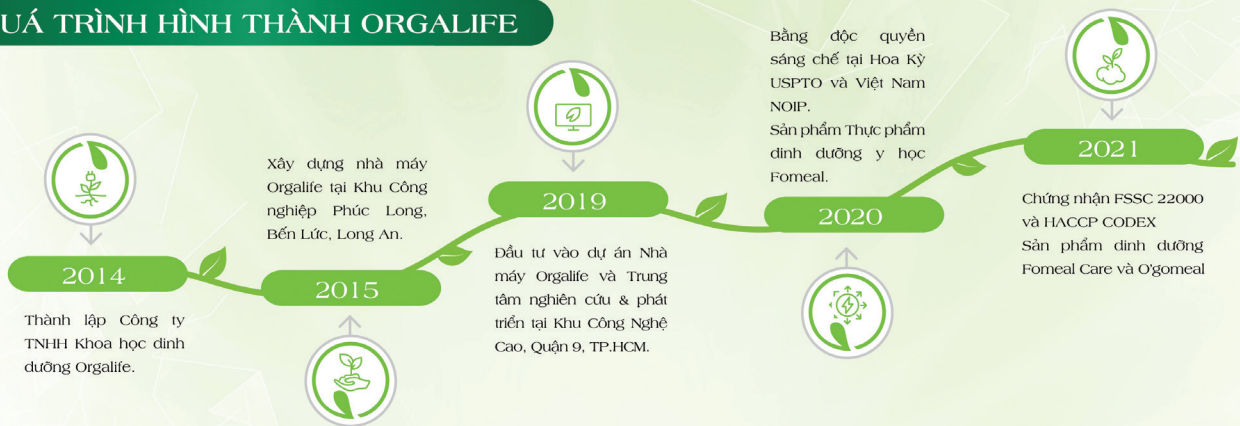 UÁ TRÌNH HÌNH THÀNH ORGALIFE
2014
Thành lập Công ty
TNHH Khoa học dinh
dưỡng Orgalife.
Xây dựng nhà máy
Orgalife tại Khu Công
nghiệp Phúc Long,
Bến Lức, Long An.
2015
2019
Đầu tư vào dự án Nhà
máy Orgalife và Trung
tâm nghiên cứu & phát
triển tại Khu Công Nghệ
Cao, Quận 9, TP.HCM.
Bằng độc quyền
sáng chế tại Hoa Kỳ
USPTO và Việt Nam
NOIP.
Sản phẩm Thực phẩm
dinh dưỡng y học
Fomeal.
2020
2021
Chứng nhận FSSC 22000
và HACCP CODEX
Sản phẩm dinh dưỡng
Fomeal Care và O'gomeal